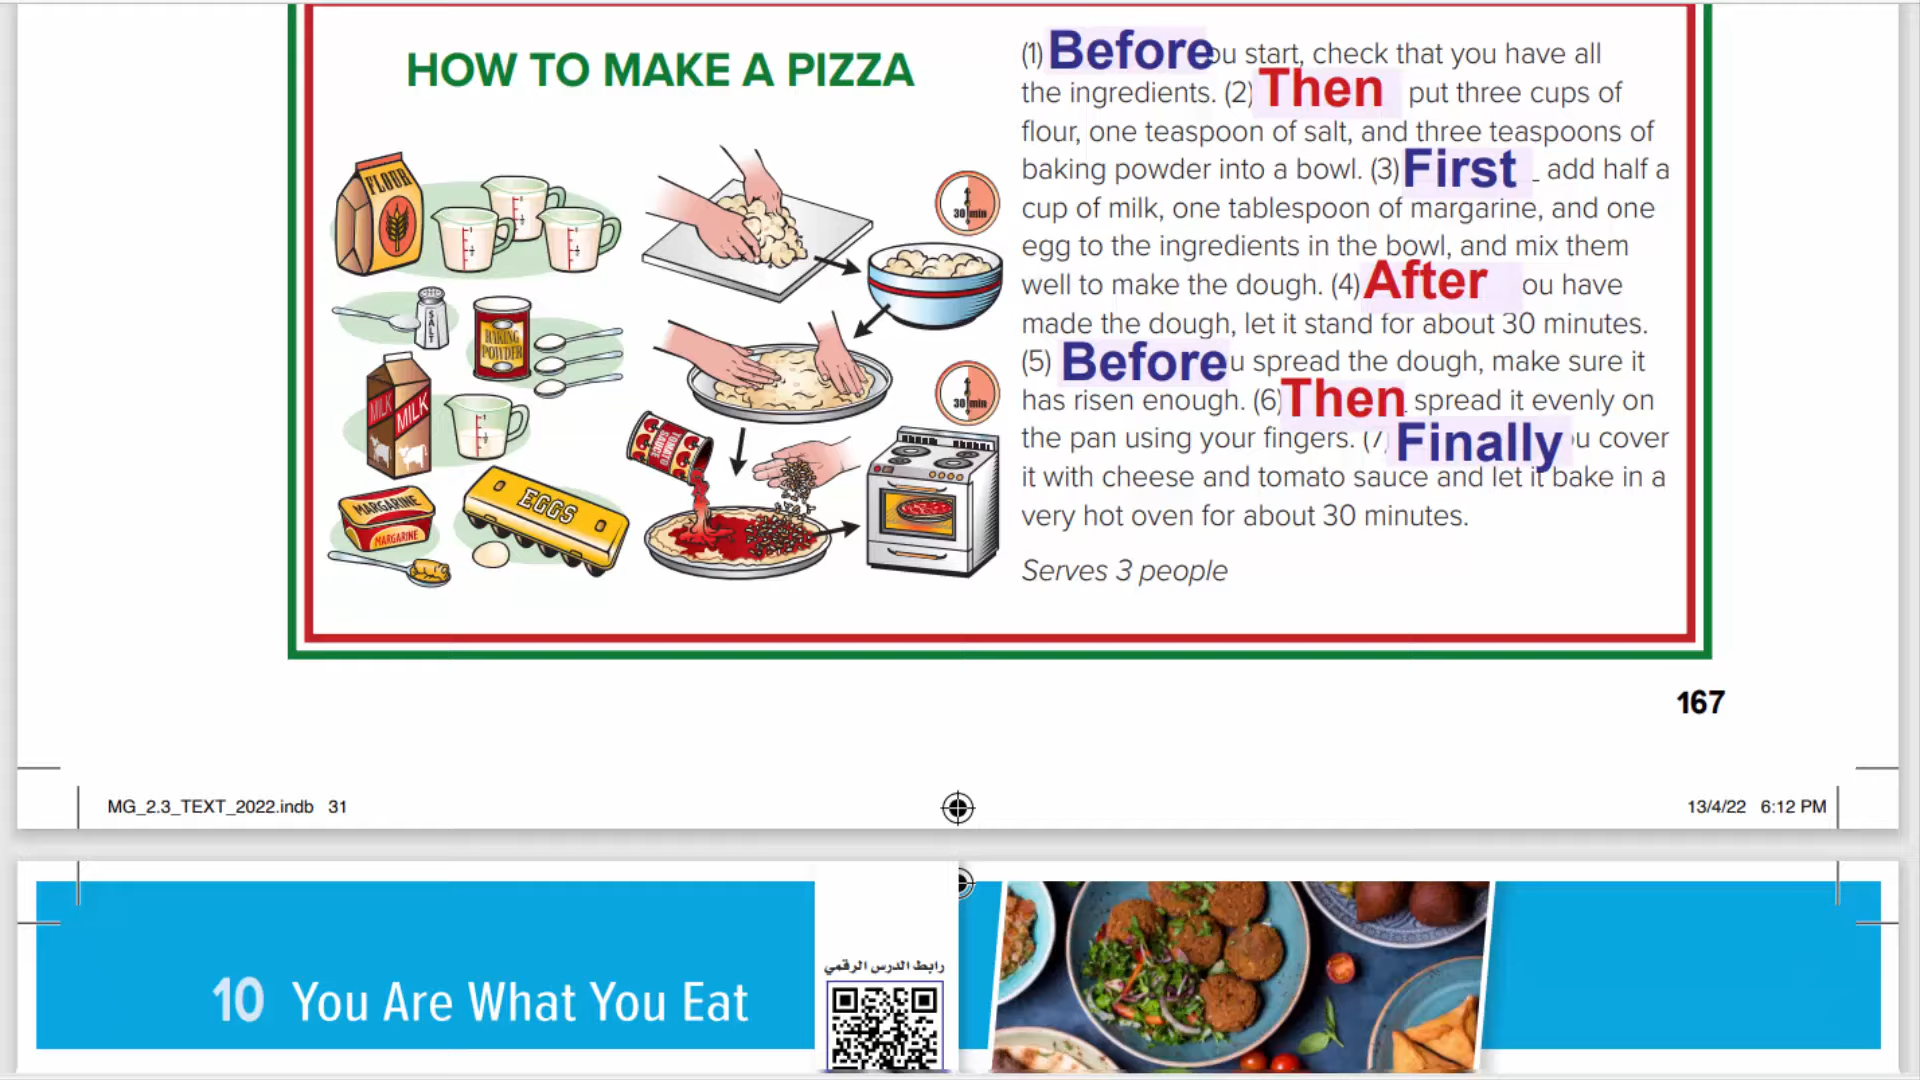 HOW TO MAKE A PIZZA
FLOUR
SALT
BAKING POWDER
MILK MILK
MARGARINE
MARGARINE
EGGS
30 min
30 min
TOMATO SAUCE
(1) Before ou start, check that you have all
the ingredients. (2) Then put three cups of
flour, one teaspoon of salt, and three teaspoons of
baking powder into a bowl. (3) First _ add half a
cup of milk, one tablespoon of margarine, and one
egg to the ingredients in the bowl, and mix them
well to make the dough. (4) After ou have
made the dough, let it stand for about 30 minutes.
(5) Before u spread the dough, make sure it
has risen enough. (6) Then spread it evenly on
the pan using your fingers. (7) Finally u cover
it with cheese and tomato sauce and let it bake in a
very hot oven for about 30 minutes.
Serves 3 people
167
MG_2.3_TEXT_2022.indb 31
13/4/22 6:12 PM
10 You Are What You Eat
رابط الدرس الرقمي